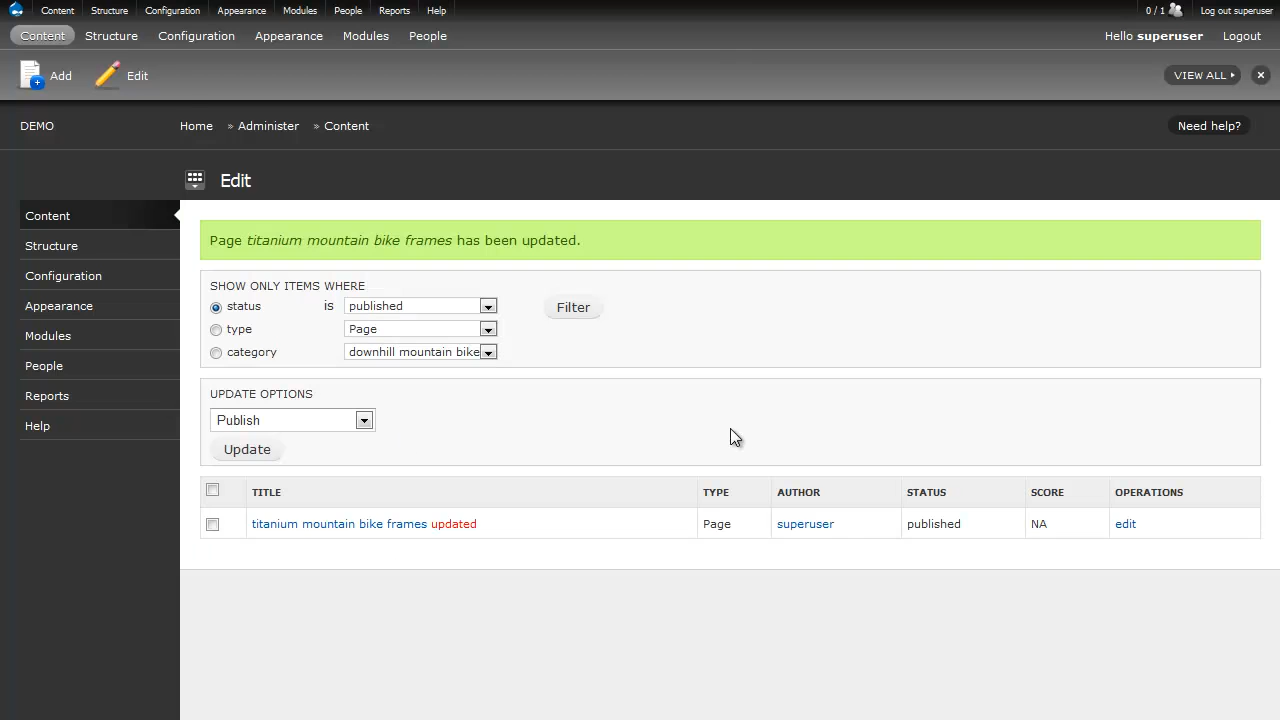 Content Structure Configuration Appearance Modules People Reports Help 0 / 1 Log out superuser
Content Structure Configuration Appearance Modules People Hello superuser Logout
Add Edit VIEW ALL
DEMO Home » Administer » Content Need help?
Edit
Content
Structure
Configuration
Appearance
Modules
People
Reports
Help
Page titanium mountain bike frames has been updated.
SHOW ONLY ITEMS WHERE
status is published Filter
type Page
category downhill mountain bike
UPDATE OPTIONS
Publish
Update
TITLE TYPE AUTHOR STATUS SCORE OPERATIONS
titanium mountain bike frames updated Page superuser published NA edit